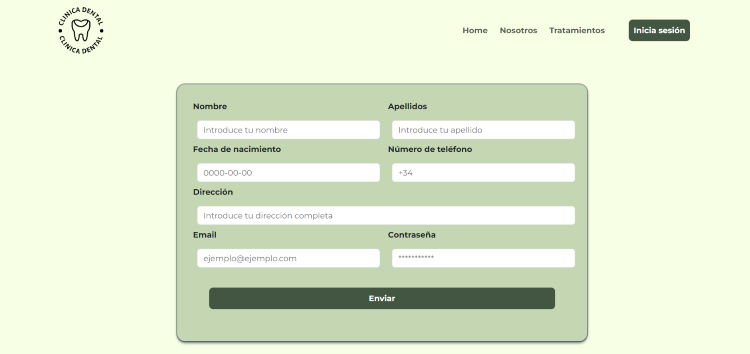 CLINICA DENTAL
CLINICA DENTAL
Home Nosotros Tratamientos Inicia sesión
Nombre Apellidos
Introduce tu nombre Introduce tu apellido
Fecha de nacimiento Número de teléfono
0000-00-00 +34
Dirección
Introduce tu dirección completa
Email Contraseña
ejemplo@ejemplo.com ***********
Enviar